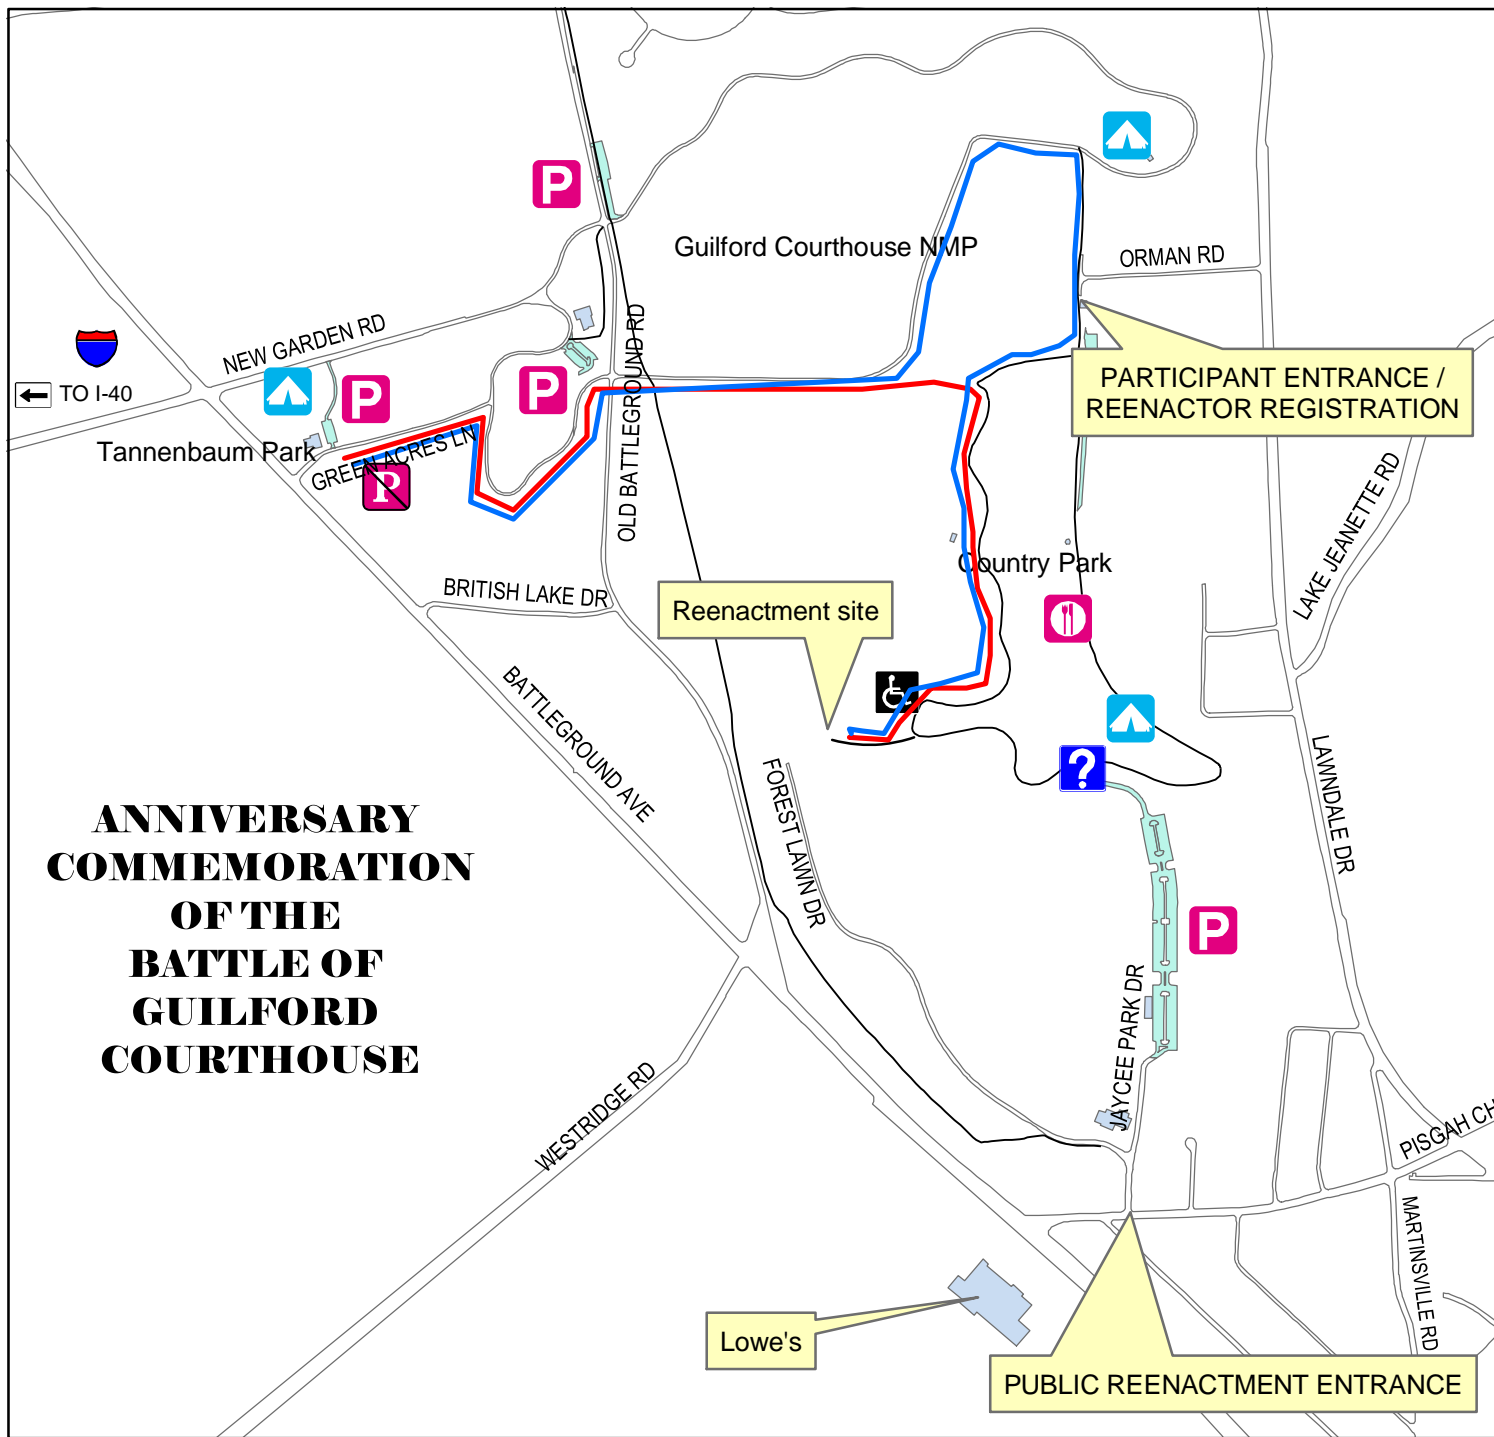 P
Guilford Courthouse NMP
ORMAN RD
NEW GARDEN RD
OLD BATTLEGROUND RD
TO I-40
P
P
PARTICIPANT ENTRANCE /
REENACTOR REGISTRATION
Tannenbaum Park
GREEN ACRES LN
P
LAKE JEANETTE RD
Country Park
BRITISH LAKE DR
Reenactment site
BATTLEGROUND AVE
?
FOREST LAWN DR
LAWNDALE DR
ANNIVERSARY
COMMEMORATION
OF THE
BATTLE OF
GUILFORD
COURTHOUSE
P
JAYCEE PARK DR
WESTRIDGE RD
PISGAH CH
MARTINSVILLE RD
Lowe's
PUBLIC REENACTMENT ENTRANCE